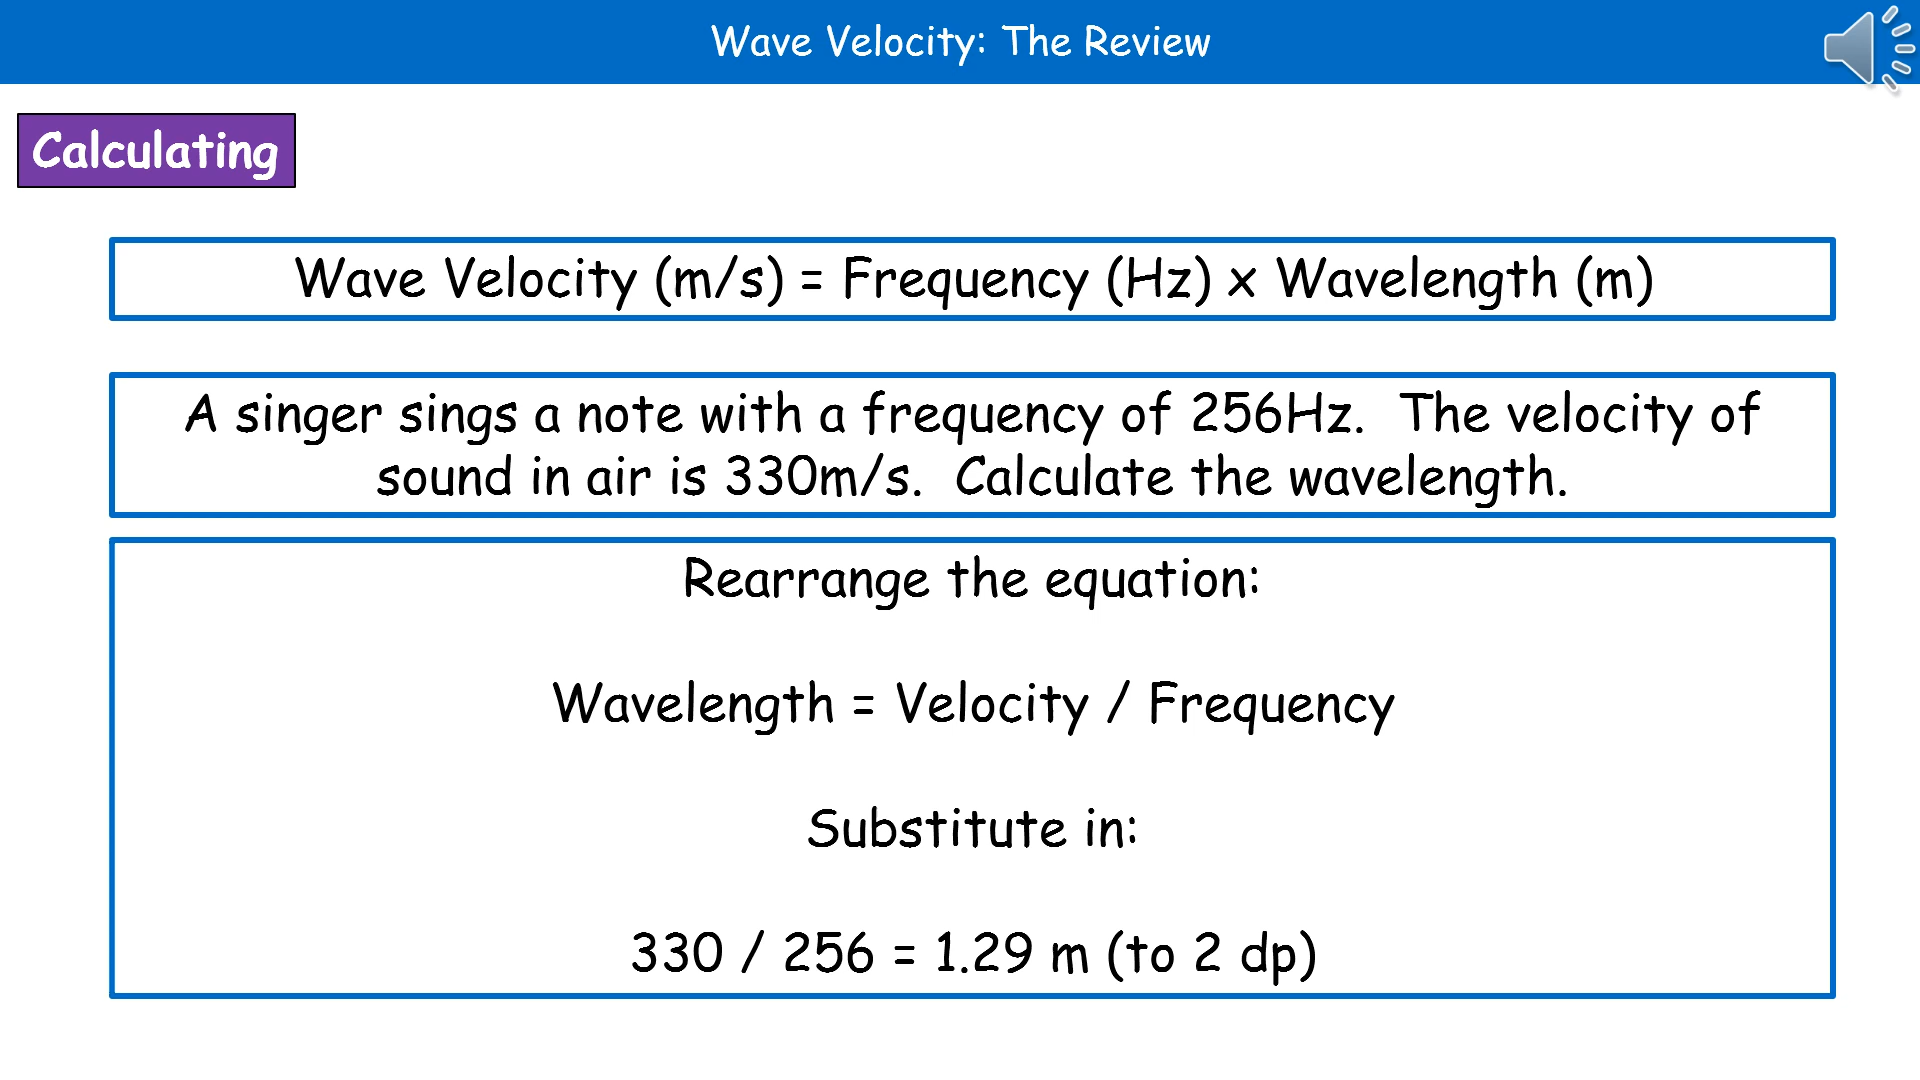 Wave Velocity: The Review
Calculating
Wave Velocity (m/s) = Frequency (Hz) x Wavelength (m)
A singer sings a note with a frequency of 256Hz.  The velocity of
sound in air is 330m/s.  Calculate the wavelength.
Rearrange the equation:
Wavelength = Velocity / Frequency
Substitute in:
330 / 256 = 1.29 m (to 2 dp)